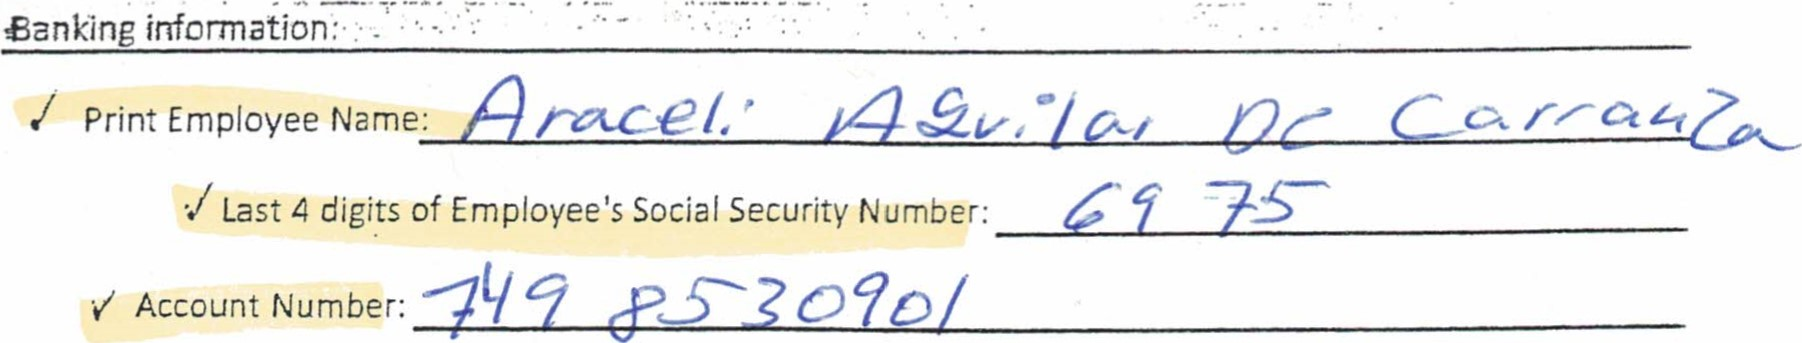 Banking information:
✓ Print Employee Name: Araceli Aguilar De Carranza
✓ Last 4 digits of Employee's Social Security Number: 69 75
✓ Account Number: 749 8530901